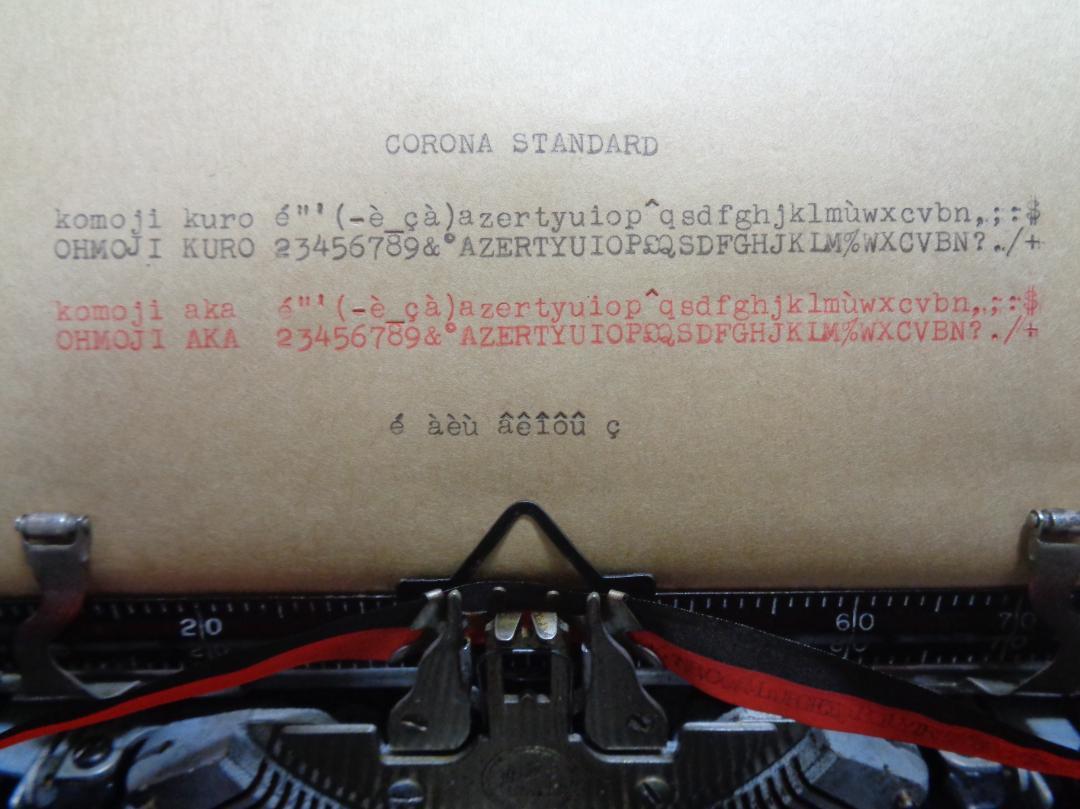 CORONA STANDARD
komoji kuro é"'(-è_çà)azertyuiop^qsdfghjklmùwxcvbn,;:$
OHMOJI KURO 23456789&°AZERTYUIOP£QSDFGHJKLM%WXCVBN?./+
komoji aka é"'(-è_çà)azertyuiop^qsdfghjklmùwxcvbn,;:$
OHMOJI AKA 23456789&°AZERTYUIOP£QSDFGHJKLM%WXCVBN?./+
é àèù âêîôû ç
20 60 70